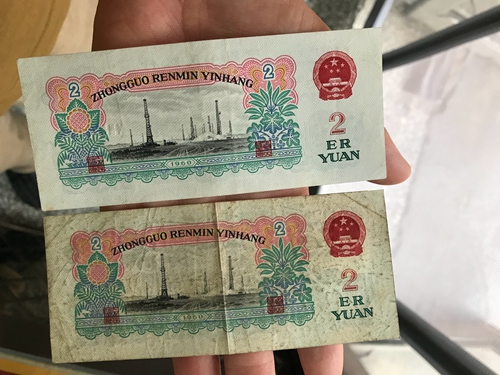 2 2
ZHONGGUO RENMIN YINHANG
2
ER
YUAN
1960
2 2
ZHONGGUO RENMIN YINHANG
2
ER
YUAN
1960